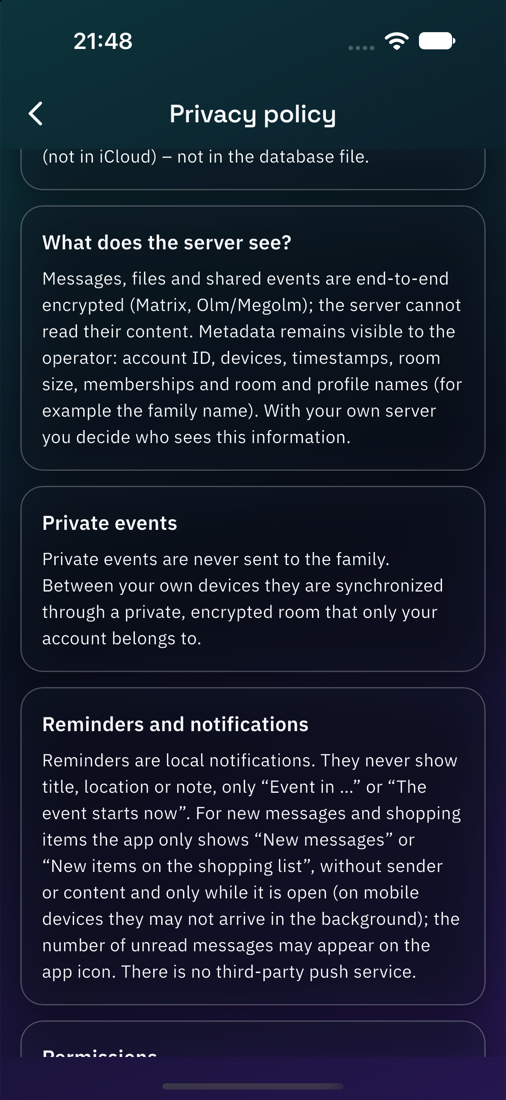 21:48
Privacy policy
(not in iCloud) – not in the database file.
What does the server see?
Messages, files and shared events are end-to-end
encrypted (Matrix, Olm/Megolm); the server cannot
read their content. Metadata remains visible to the
operator: account ID, devices, timestamps, room
size, memberships and room and profile names (for
example the family name). With your own server
you decide who sees this information.
Private events
Private events are never sent to the family.
Between your own devices they are synchronized
through a private, encrypted room that only your
account belongs to.
Reminders and notifications
Reminders are local notifications. They never show
title, location or note, only “Event in …” or “The
event starts now”. For new messages and shopping
items the app only shows “New messages” or
“New items on the shopping list”, without sender
or content and only while it is open (on mobile
devices they may not arrive in the background); the
number of unread messages may appear on the
app icon. There is no third-party push service.
Permissions